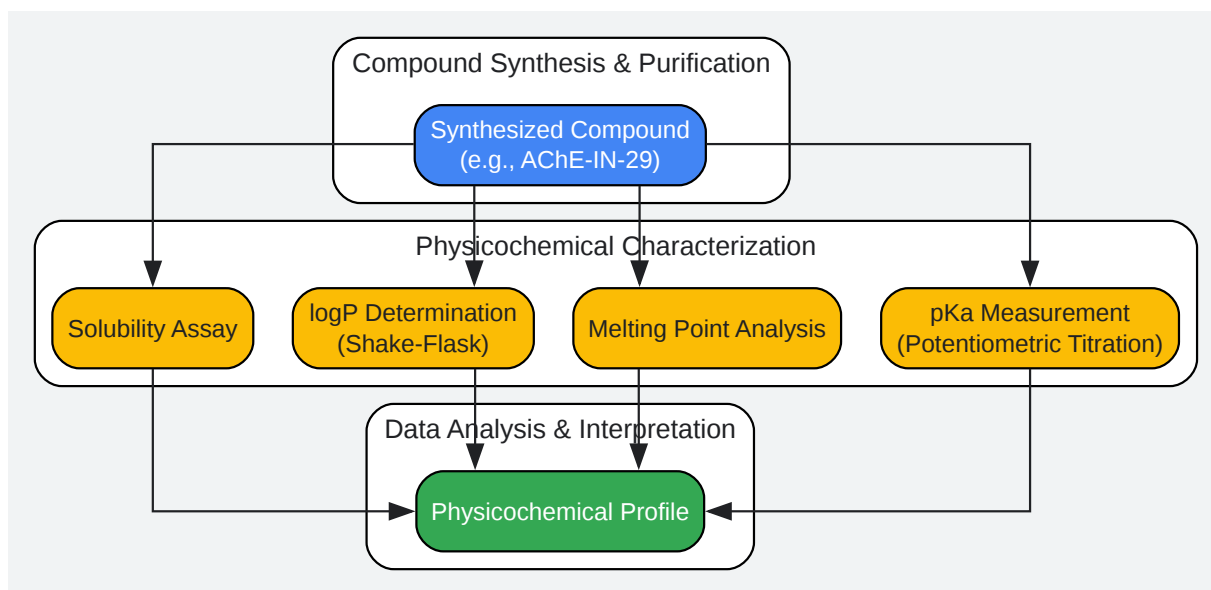 Compound Synthesis & Purification
Synthesized Compound
(e.g., AChE-IN-29)
Physicochemical Characterization
Solubility Assay
logP Determination
(Shake-Flask)
Melting Point Analysis
pKa Measurement
(Potentiometric Titration)
Data Analysis & Interpretation
Physicochemical Profile